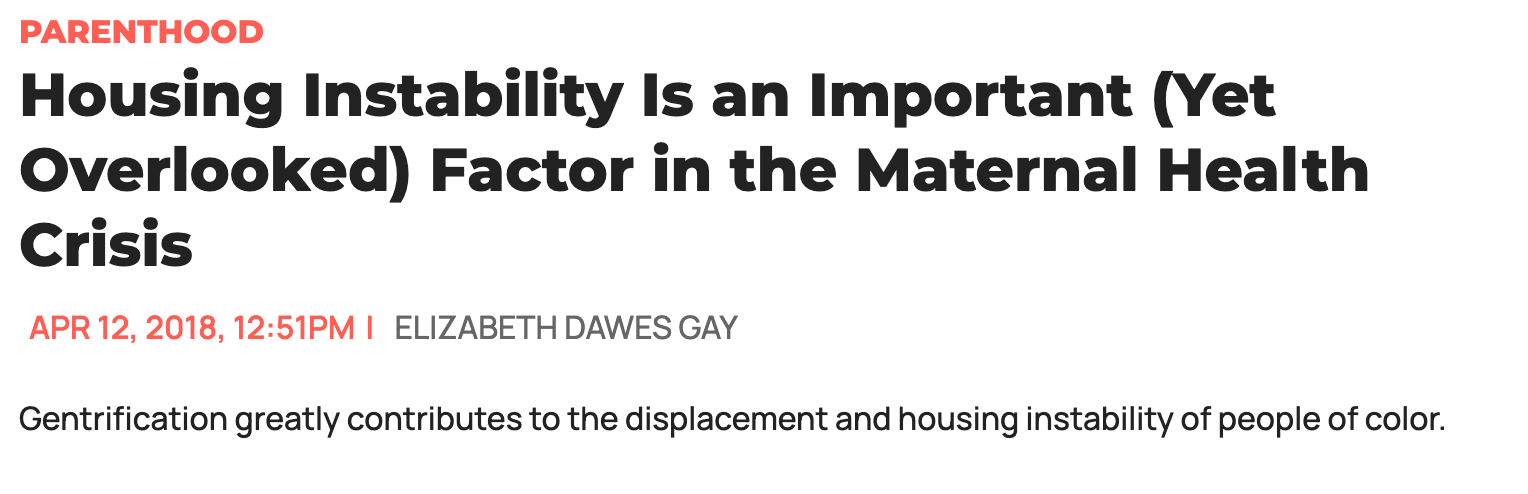 PARENTHOOD
Housing Instability Is an Important (Yet
Overlooked) Factor in the Maternal Health
Crisis
APR 12, 2018, 12:51PM | ELIZABETH DAWES GAY
Gentrification greatly contributes to the displacement and housing instability of people of color.